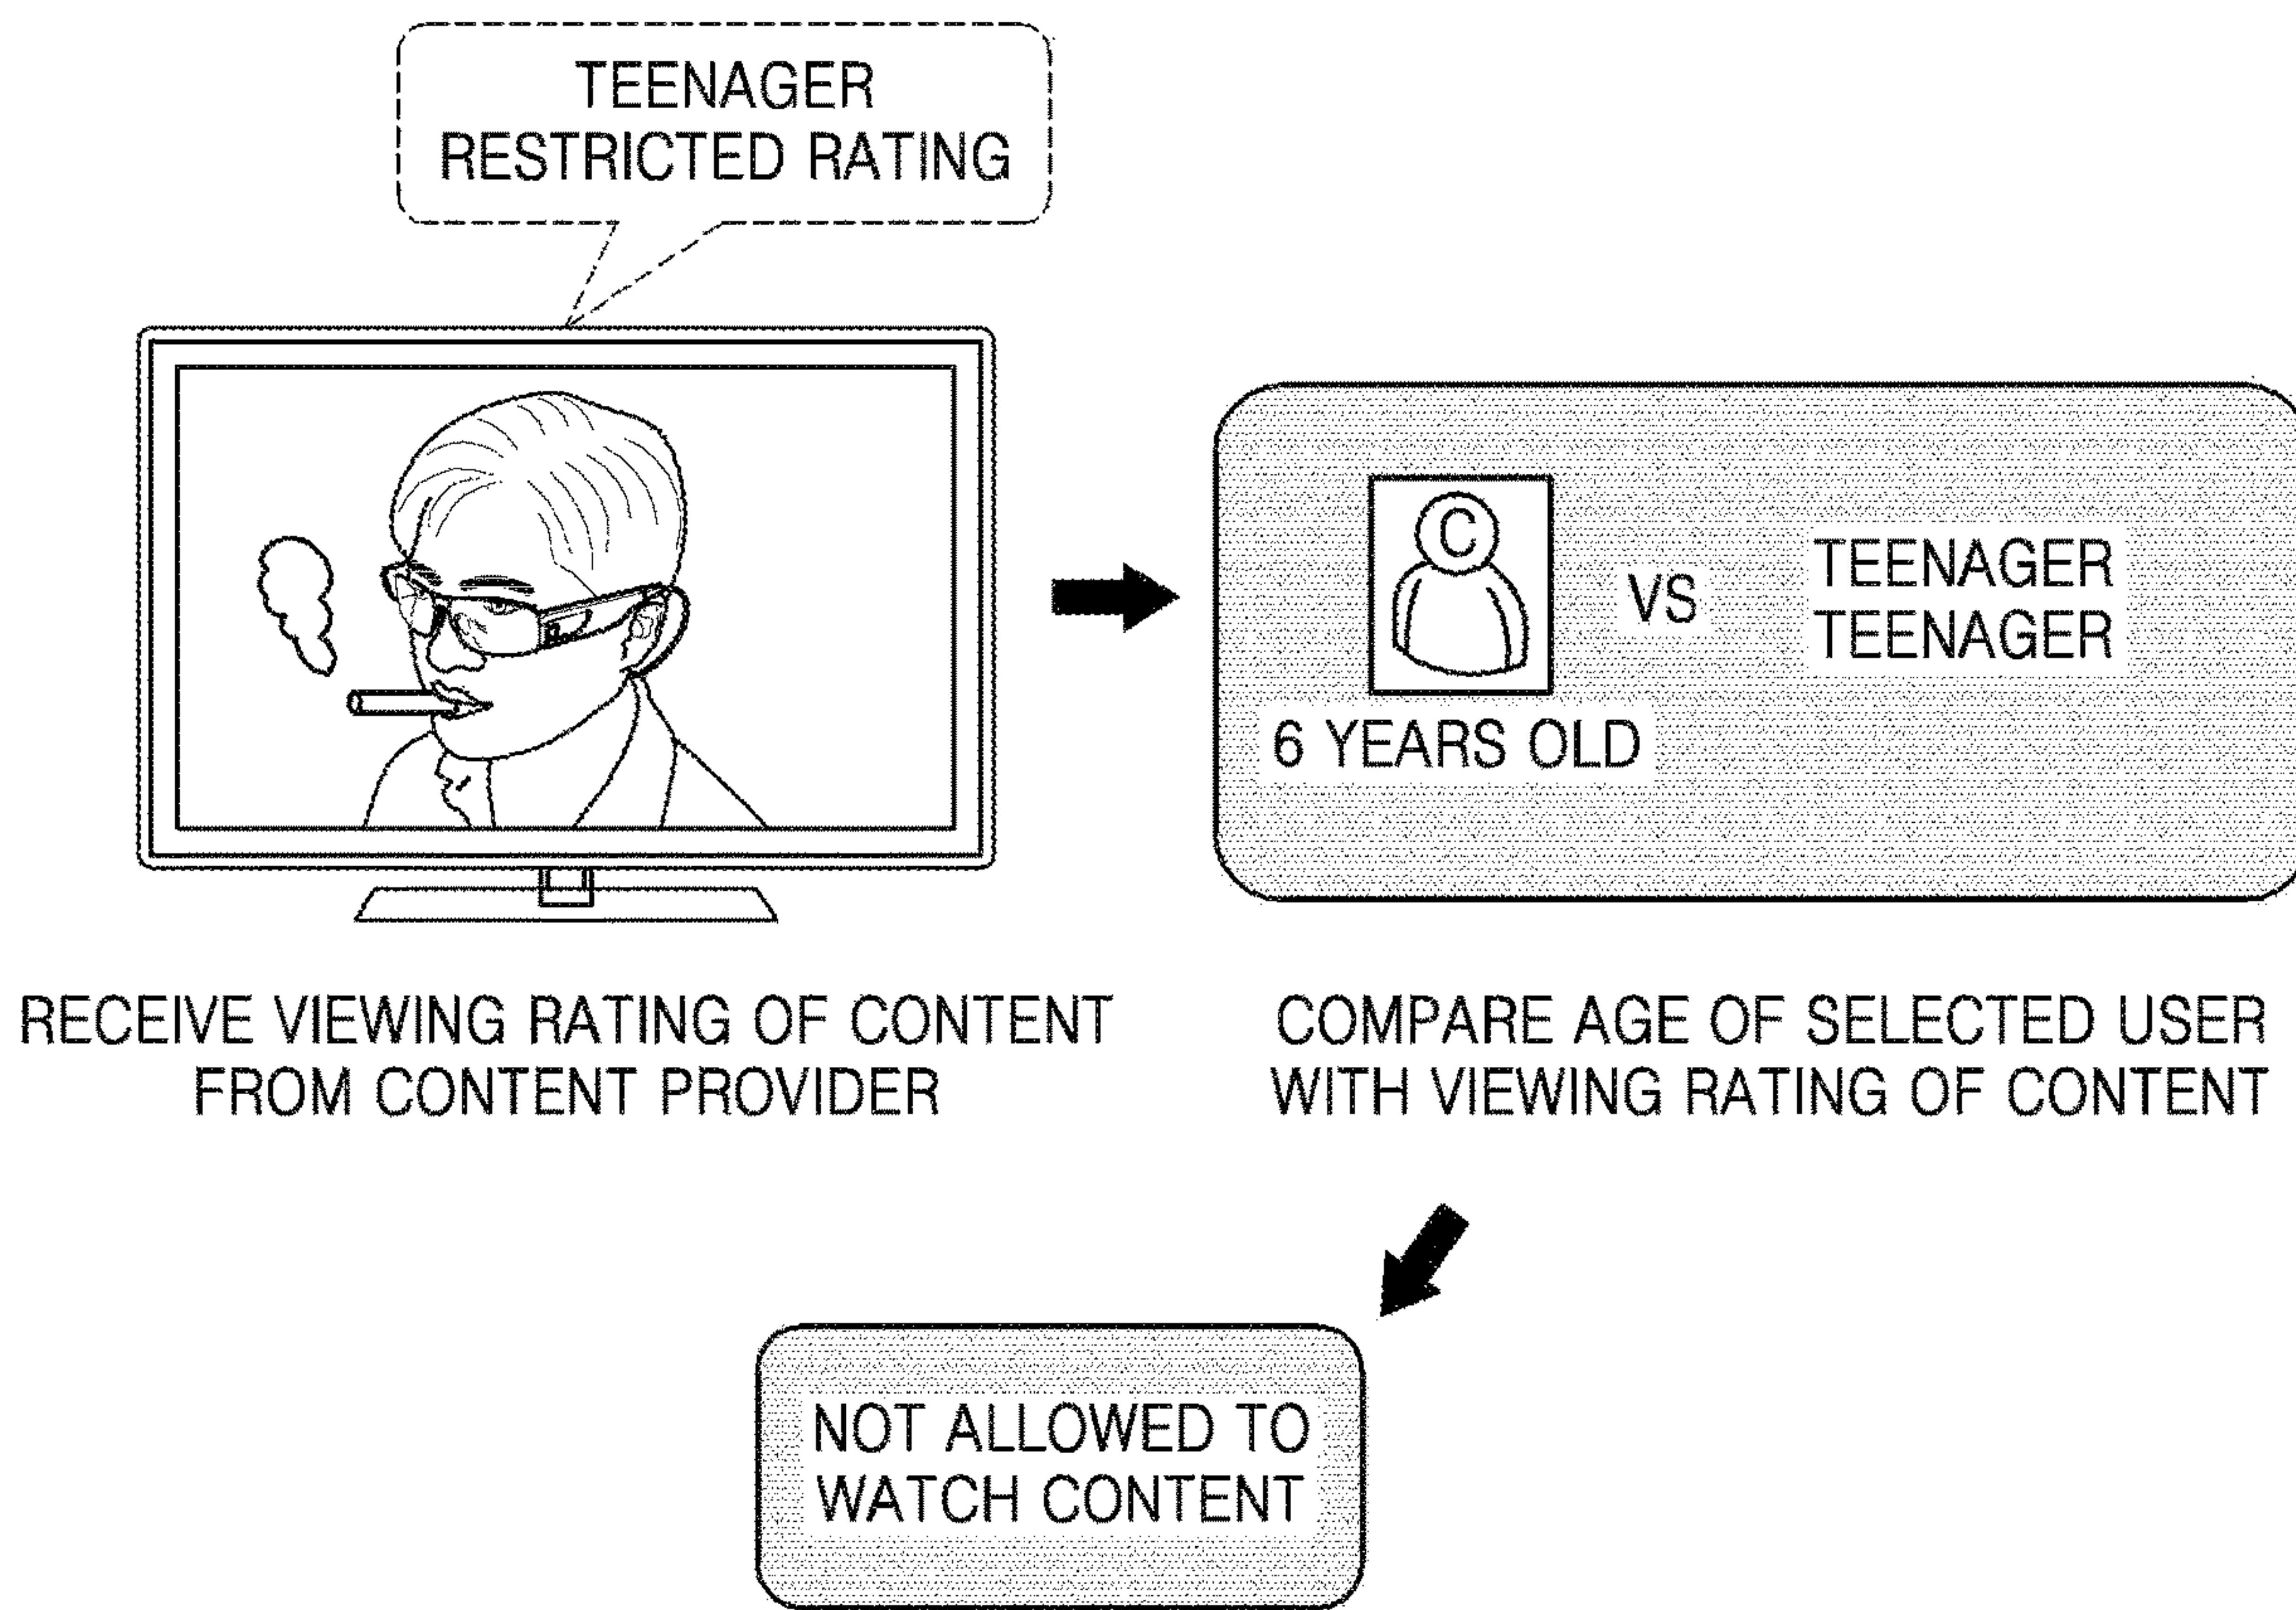 TEENAGER
RESTRICTED RATING
C
VS
TEENAGER
TEENAGER
6 YEARS OLD
RECEIVE VIEWING RATING OF CONTENT
FROM CONTENT PROVIDER
COMPARE AGE OF SELECTED USER
WITH VIEWING RATING OF CONTENT
NOT ALLOWED TO
WATCH CONTENT